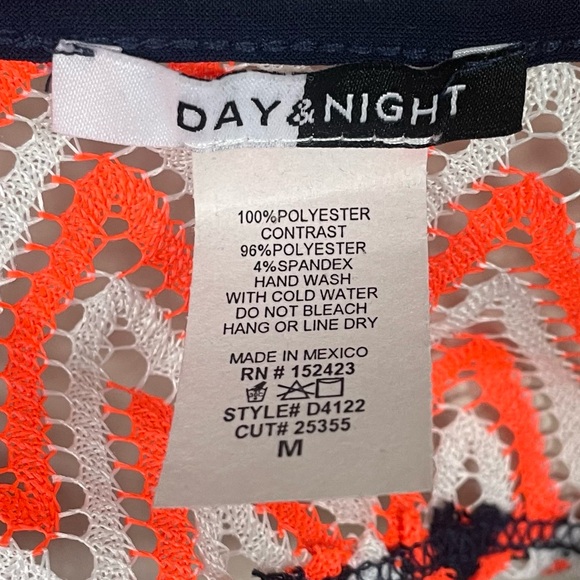 DAY & NIGHT
100%POLYESTER
CONTRAST
96%POLYESTER
4%SPANDEX
HAND WASH
WITH COLD WATER
DO NOT BLEACH
HANG OR LINE DRY
MADE IN MEXICO
RN # 152423
STYLE# D4122
CUT# 25355
M